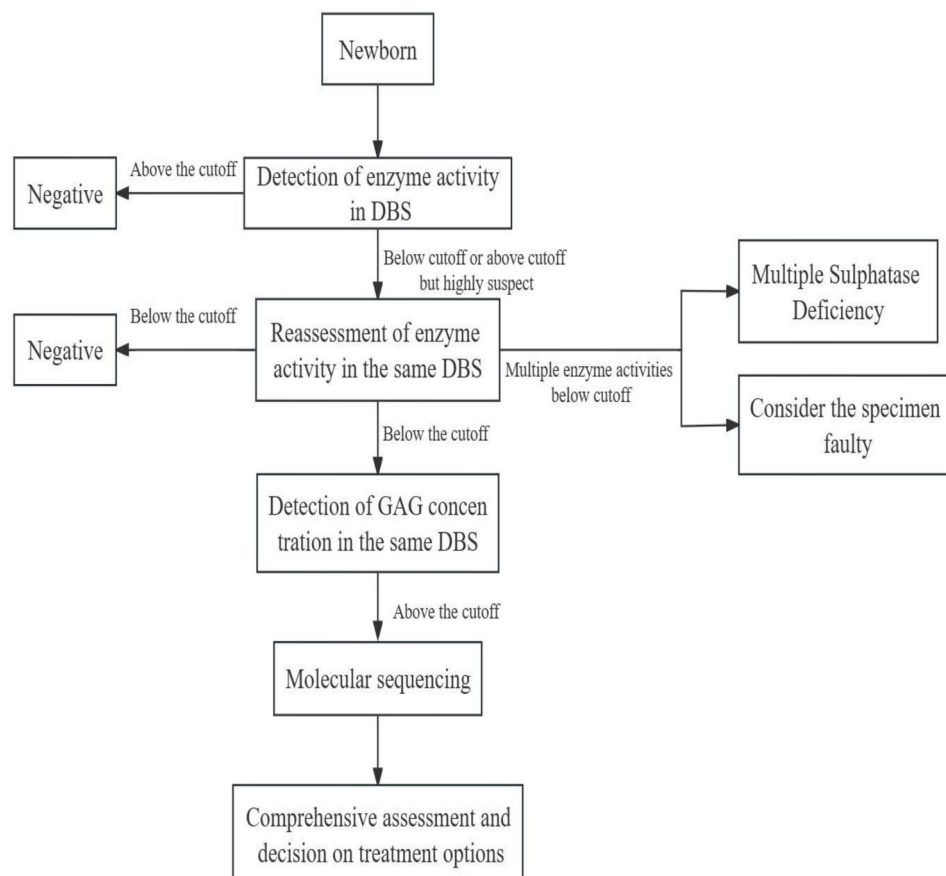 Newborn
Above the cutoff
Negative
Detection of enzyme activity
in DBS
Below cutoff or above cutoff
but highly suspect
Multiple Sulphatase
Deficiency
Below the cutoff
Negative
Reassessment of enzyme
activity in the same DBS
Multiple enzyme activities
below cutoff
Consider the specimen
faulty
Below the cutoff
Detection of GAG concen
tration in the same DBS
Above the cutoff
Molecular sequencing
Comprehensive assessment and
decision on treatment options